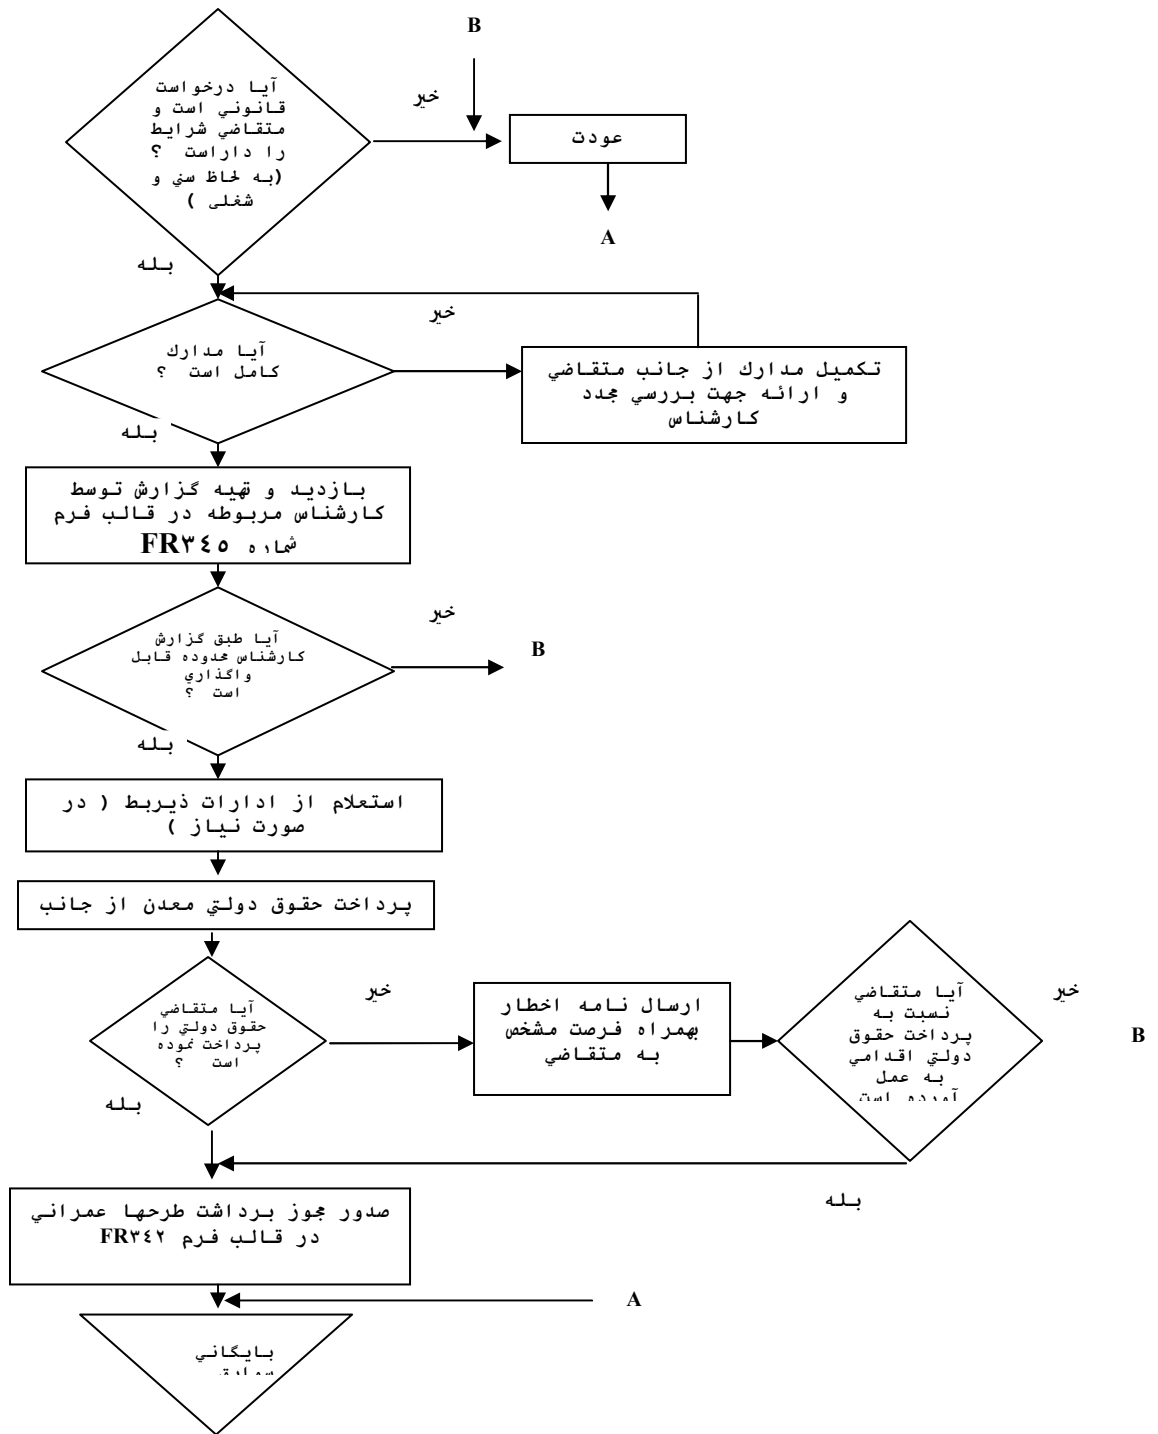 B
آيا درخواست
قانوني است و
متقاضي شرايط
را داراست ؟
(به لحاظ سني و
شغلي )
خير
عودت
A
بله
آيا مدارك
كامل است ؟
خير
تكميل مدارك از جانب متقاضي
و ارائه جهت بررسي مجدد
كارشناس
بله
بازديد و تهيه گزارش توسط
كارشناس مربوطه در قالب فرم
شماره FR٣٤٥
آيا طبق گزارش
كارشناس محدوده قابل
واگذاري
است ؟
خير
B
بله
استعلام از ادارات ذيربط ( در
صورت نياز )
پرداخت حقوق دولتي معدن از جانب
آيا متقاضي
حقوق دولتي را
پرداخت نموده
است ؟
خير
ارسال نامه اخطار
بهمراه فرصت مشخص
به متقاضي
آيا متقاضي
نسبت به
پرداخت حقوق
دولتي اقدامي
به عمل
آورده است
خير
B
بله
بله
صدور مجوز برداشت طرحها عمراني
در قالب فرم FR٣٤٢
A
بايگاني